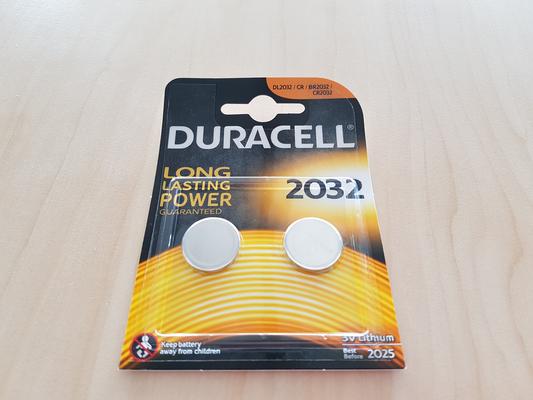 DL2032 / CR / BR2032 /
CR2032
DURACELL®
LONG
LASTING
POWER
GUARANTEED
2032
Keep battery
away from children
3V Lithium
Best
Before 2025